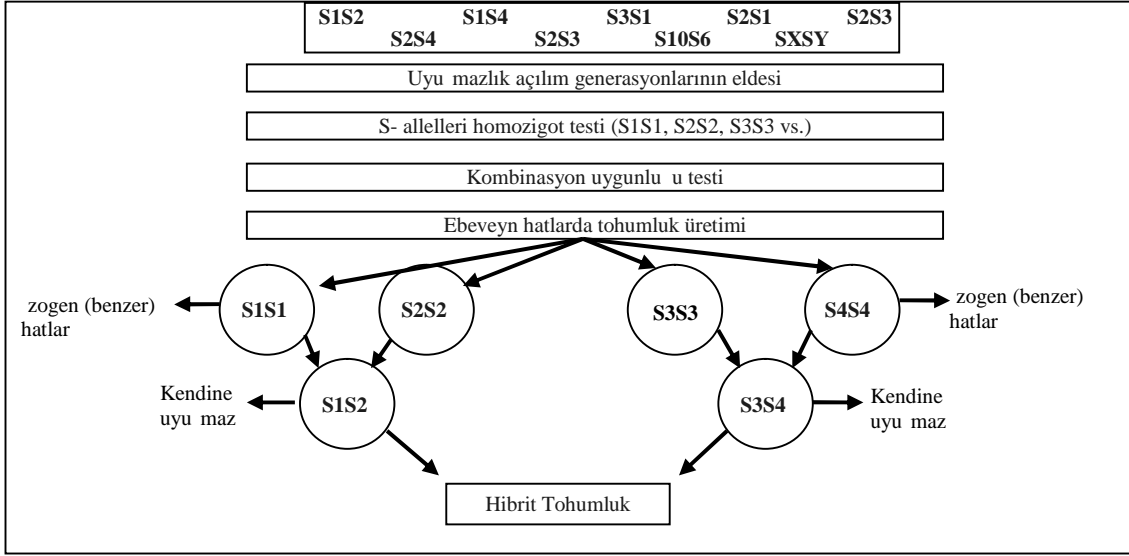 S1S2 S1S4 S3S1 S2S1 S2S3
S2S4 S2S3 S10S6 SXSY
Uyu mazlık açılım generasyonlarının eldesi
S- allelleri homozigot testi (S1S1, S2S2, S3S3 vs.)
Kombinasyon uygunlu u testi
Ebeveyn hatlarda tohumluk üretimi
zogen (benzer)
hatlar
S1S1
S2S2
S3S3
S4S4
zogen (benzer)
hatlar
Kendine
uyu maz
S1S2
S3S4
Kendine
uyu maz
Hibrit Tohumluk